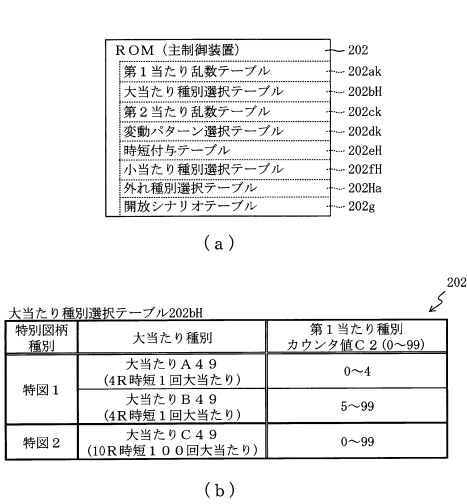 ROM（主制御装置） 202
第１当たり乱数テーブル 202ak
大当たり種別選択テーブル 202bH
第２当たり乱数テーブル 202ck
変動パターン選択テーブル 202dk
時短付与テーブル 202eH
小当たり種別選択テーブル 202fH
外れ種別選択テーブル 202Ha
開放シナリオテーブル 202g
（ａ）
202
大当たり種別選択テーブル202bH
特別図柄
種別
大当たり種別
第１当たり種別
カウンタ値Ｃ２(0～99)
特図１
大当たりＡ４９
(4Ｒ時短１回大当たり)
0～4
大当たりＢ４９
(4Ｒ時短１回大当たり)
5～99
特図２
大当たりＣ４９
(10Ｒ時短１００回大当たり)
0～99
（ｂ）